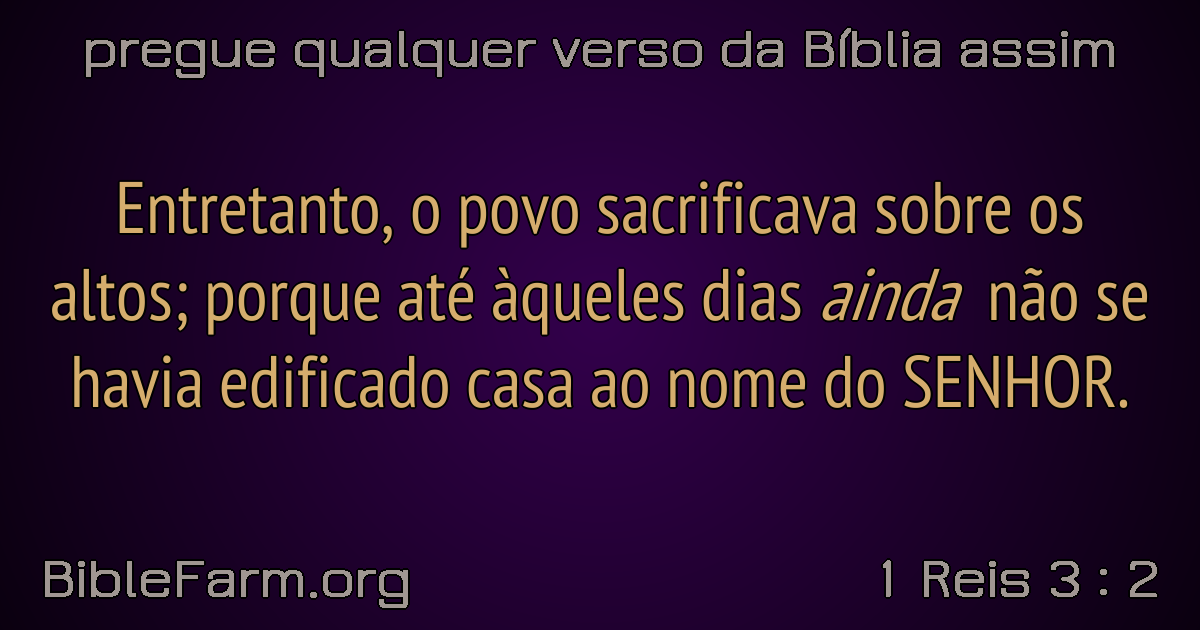 pregue qualquer verso da Bíblia assim
Entretanto, o povo sacrificava sobre os
altos; porque até àqueles dias ainda não se
havia edificado casa ao nome do SENHOR.
BibleFarm.org
1 Reis 3 : 2